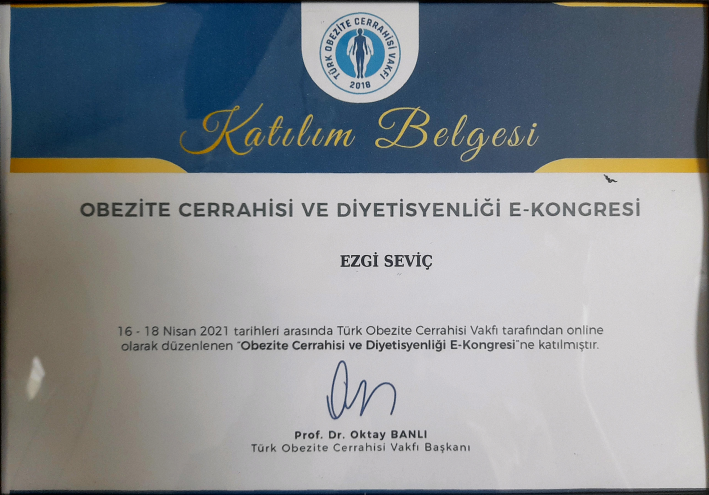 TÜRK OBEZİTE CERRAHİSİ VAKFI
2018
Katılım Belgesi
OBEZİTE CERRAHİSİ VE DİYETİSYENLİĞİ E-KONGRESİ
EZGİ SEVİÇ
16 - 18 Nisan 2021 tarihleri arasında Türk Obezite Cerrahisi Vakfı tarafından online
olarak düzenlenen "Obezite Cerrahisi ve Diyetisyenliği E-Kongresi"ne katılmıştır.
Prof. Dr. Oktay BANLI
Türk Obezite Cerrahisi Vakfı Başkanı